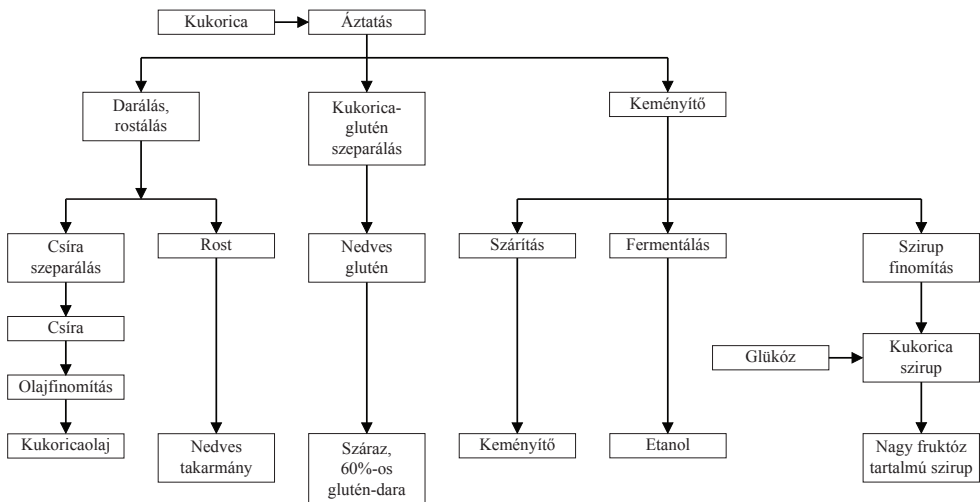 Kukorica
Áztatás
Darálás,
rostálás
Kukorica-
glutén
szeparálás
Keményítő
Csíra
szeparálás
Rost
Nedves
glutén
Szárítás
Fermentálás
Szirup
finomítás
Csíra
Glükóz
Kukorica
szirup
Olajfinomítás
Kukoricaolaj
Nedves
takarmány
Száraz,
60%-os
glutén-dara
Keményítő
Etanol
Nagy fruktóz
tartalmú szirup